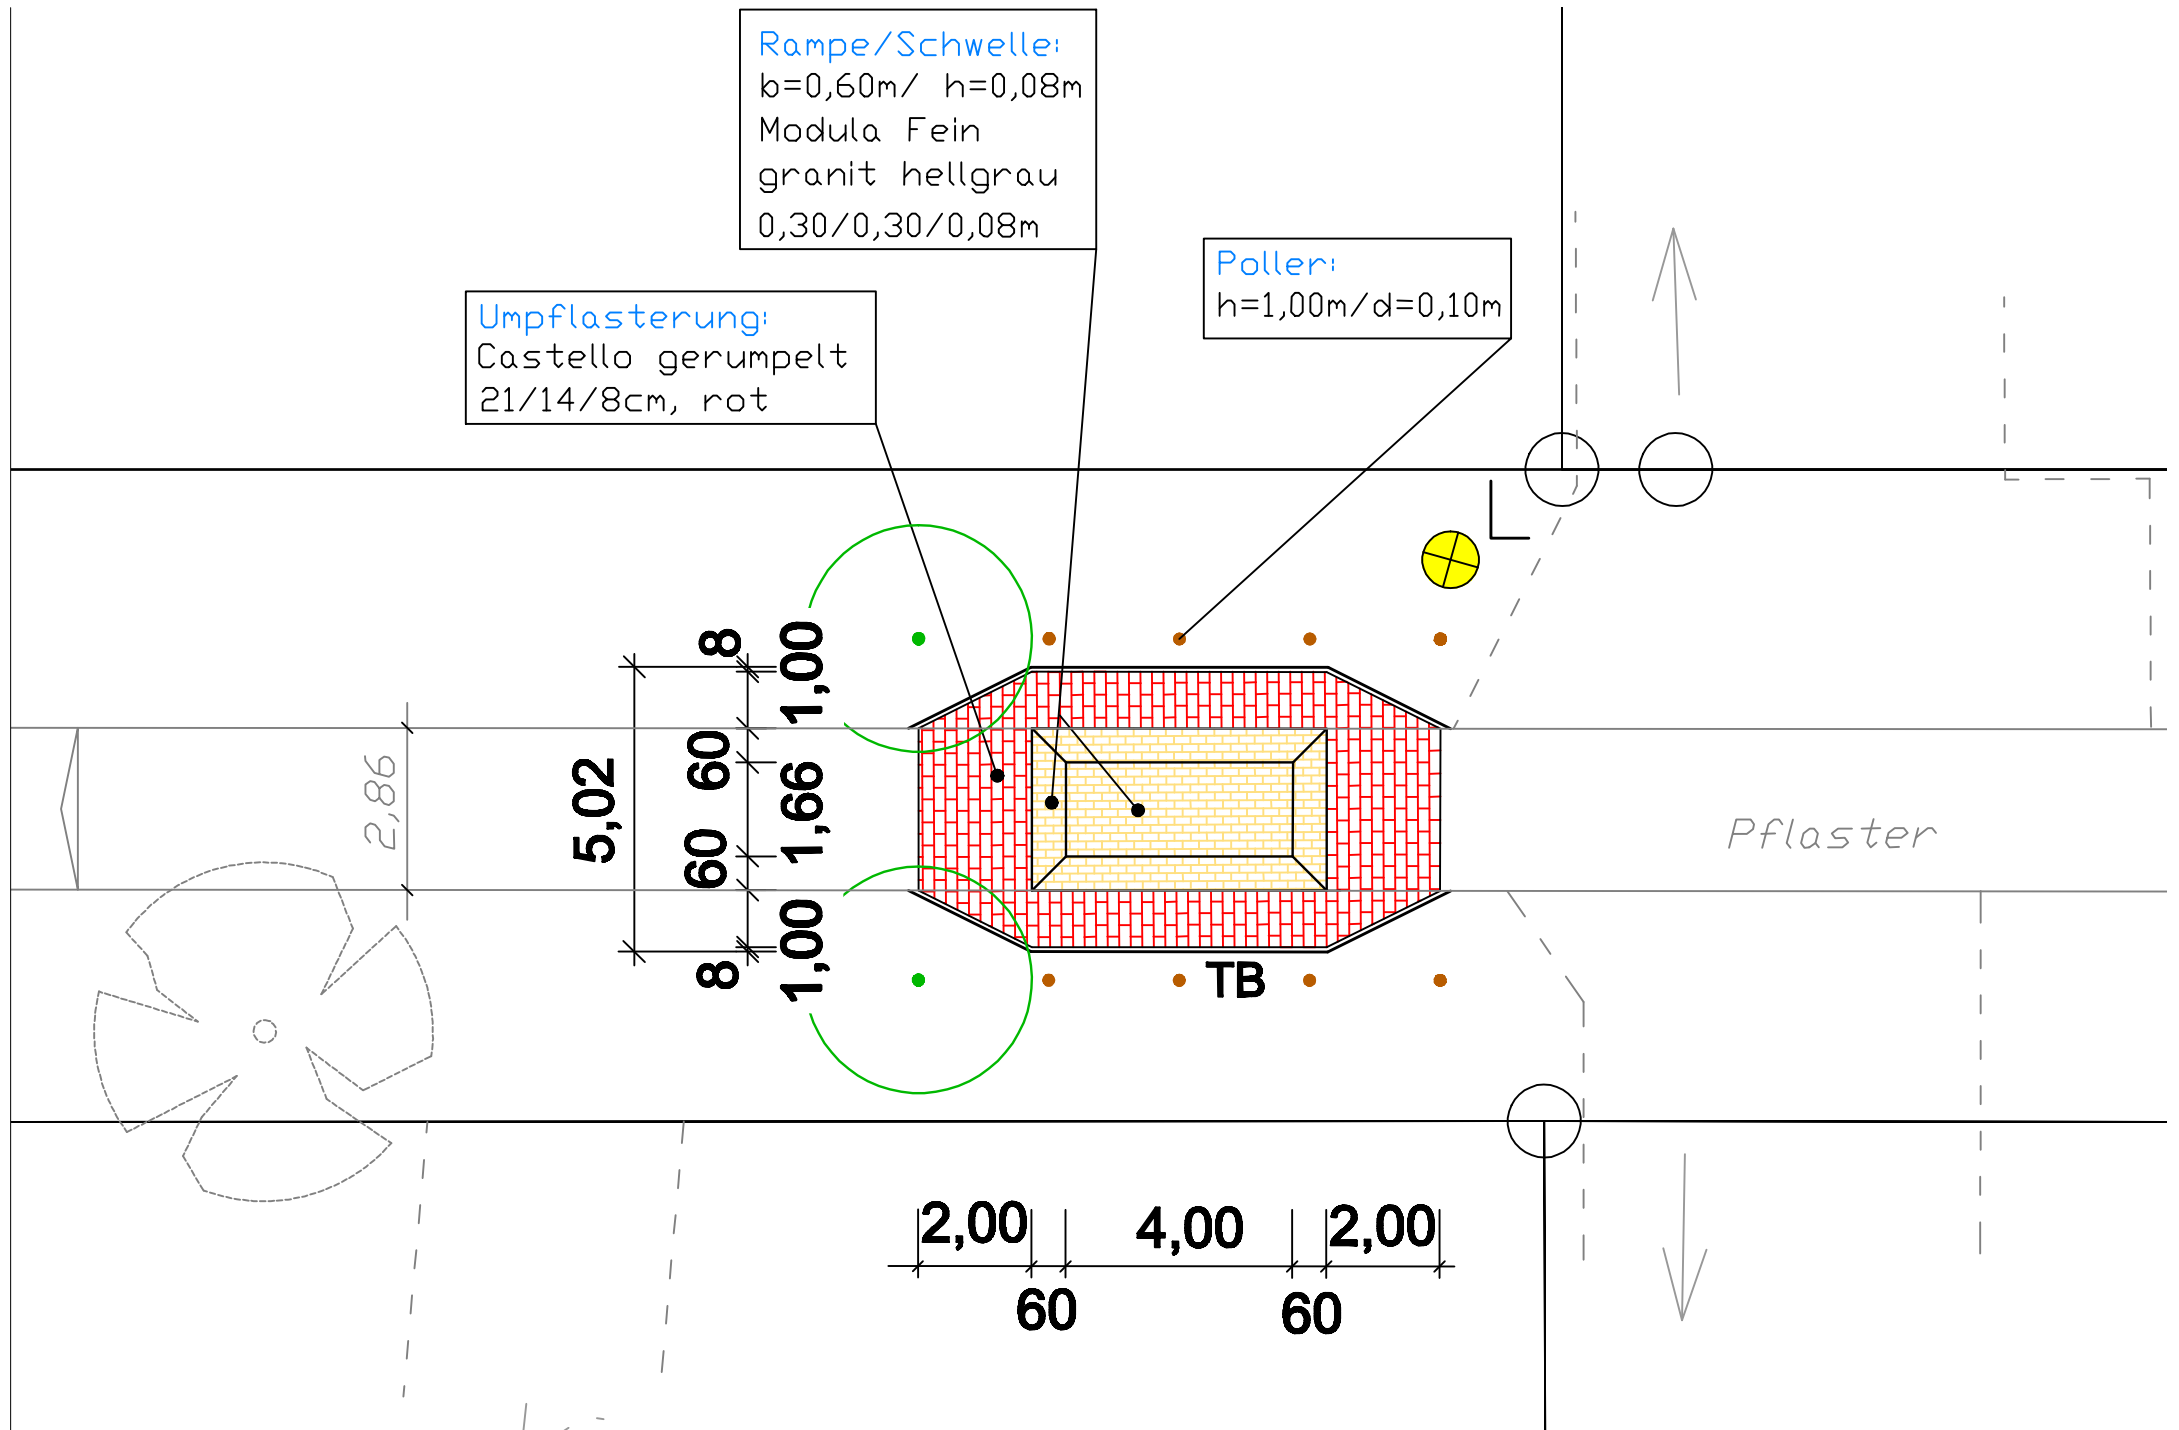 Rampe/Schwelle:
b=0,60m/ h=0,08m
Modula Fein
granit hellgrau
0,30/0,30/0,08m
Poller:
h=1,00m/d=0,10m
Umpflasterung:
Castello gerumpelt
21/14/8cm, rot
L
8
1,00
60
2,86
5,02
1,66
60
Pflaster
1,00
8
TB
2,00
4,00
2,00
60
60